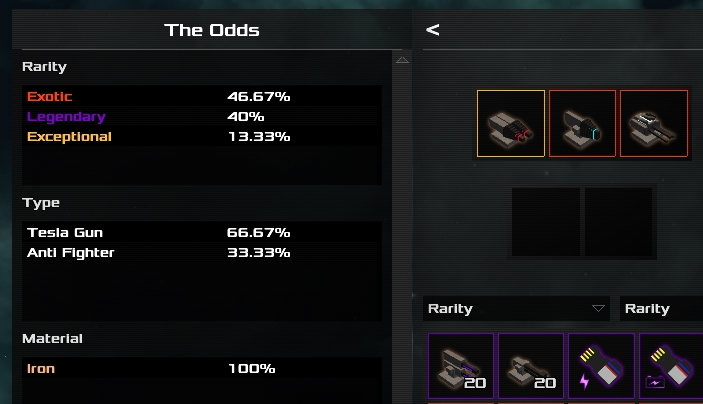 The Odds
<
Rarity
Exotic 46.67%
Legendary 40%
Exceptional 13.33%
Type
Tesla Gun 66.67%
Anti Fighter 33.33%
Material
Iron 100%
Rarity Rarity
20 20